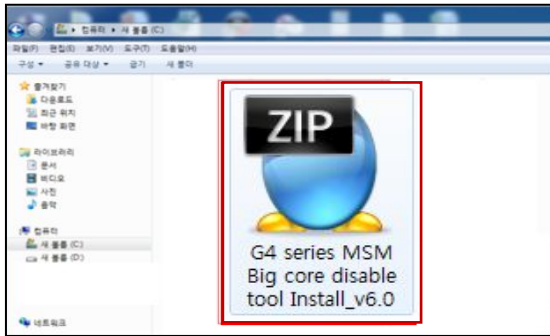 컴퓨터 ▸ 새 볼륨 (C:)
파일(F) 편집(E) 보기(V) 도구(T) 도움말(H)
구성 공유 대상 굽기 새 폴더
즐겨찾기
다운로드
최근 위치
바탕 화면
라이브러리
문서
비디오
사진
음악
컴퓨터
새 볼륨 (C:)
새 볼륨 (D:)
네트워크
ZIP
G4 series MSM
Big core disable
tool Install_v6.0